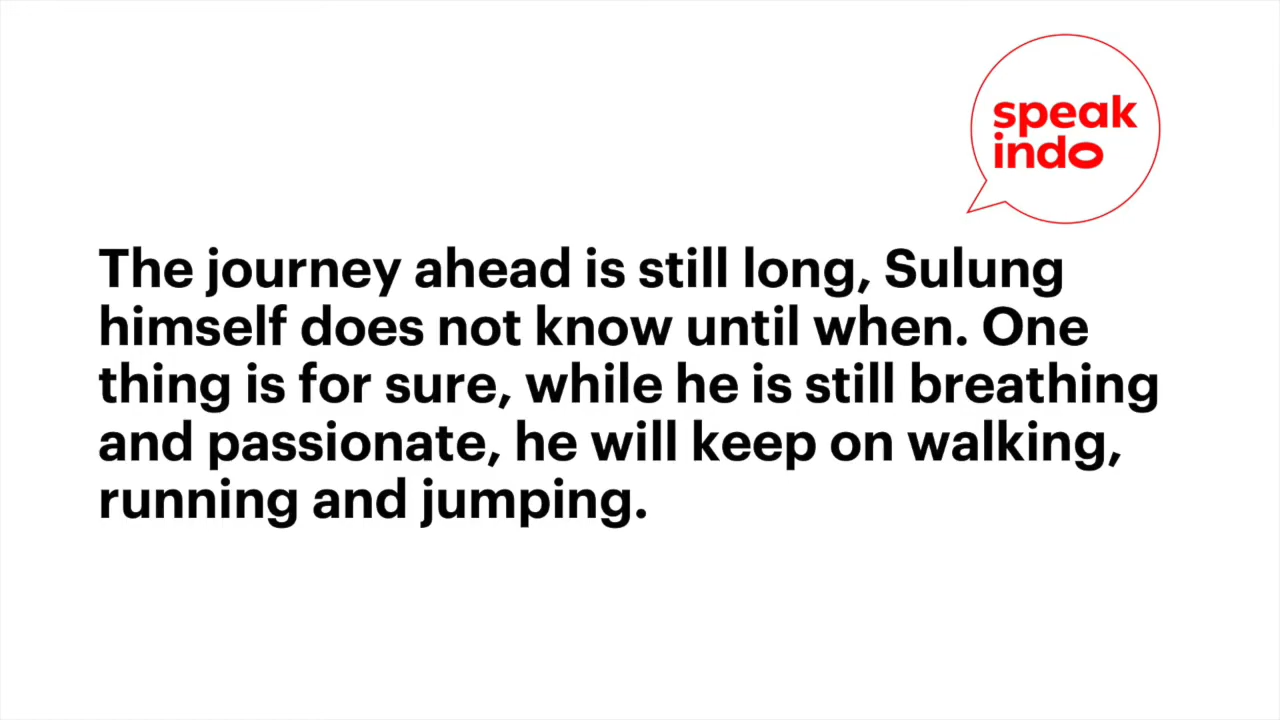 speak
indo
The journey ahead is still long, Sulung
himself does not know until when. One
thing is for sure, while he is still breathing
and passionate, he will keep on walking,
running and jumping.